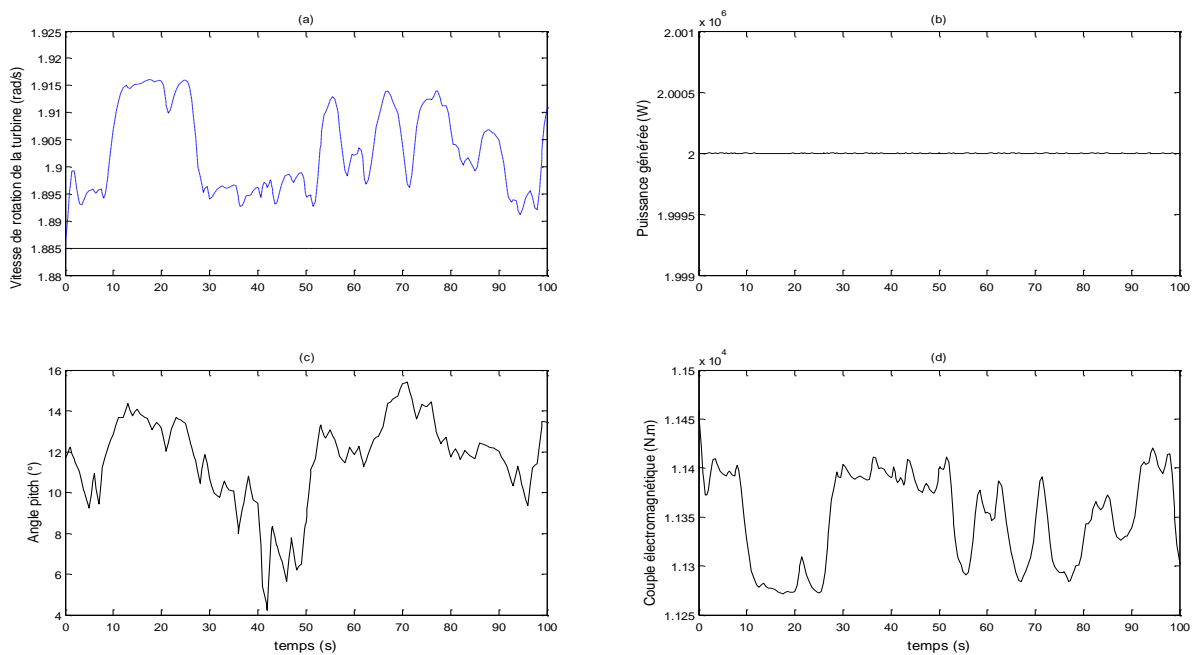 (a)
1.925
1.92
1.915
1.91
1.905
1.9
1.895
1.89
1.885
1.88
0 10 20 30 40 50 60 70 80 90 100
Vitesse de rotation de la turbine (rad/s)
(b)
x 10^6
2.001
2.0005
2
1.9995
1.999
0 10 20 30 40 50 60 70 80 90 100
Puissance générée (W)
(c)
16
14
12
10
8
6
4
0 10 20 30 40 50 60 70 80 90 100
Angle pitch (°)
temps (s)
(d)
x 10^4
1.15
1.145
1.14
1.135
1.13
1.125
0 10 20 30 40 50 60 70 80 90 100
Couple électromagnétique (N.m)
temps (s)